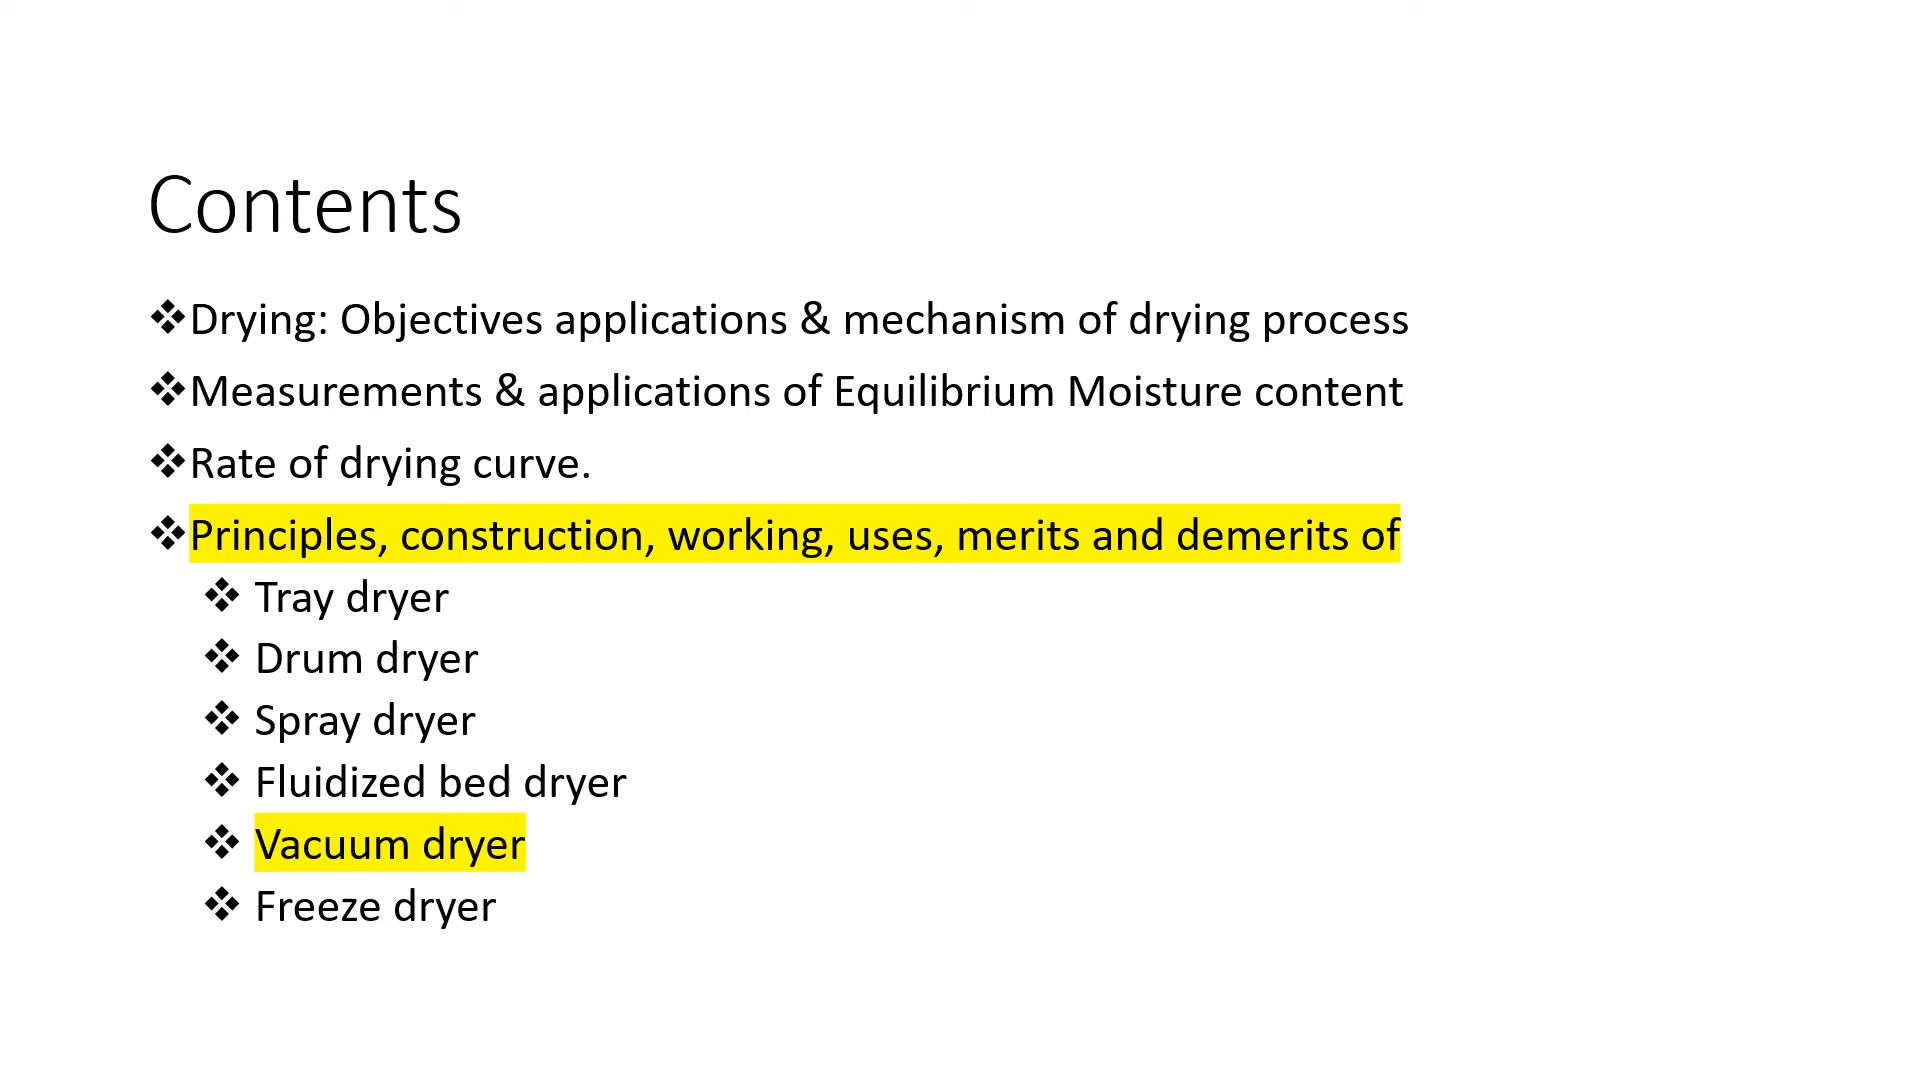 Contents
❖Drying: Objectives applications & mechanism of drying process
❖Measurements & applications of Equilibrium Moisture content
❖Rate of drying curve.
❖Principles, construction, working, uses, merits and demerits of
❖ Tray dryer
❖ Drum dryer
❖ Spray dryer
❖ Fluidized bed dryer
❖ Vacuum dryer
❖ Freeze dryer